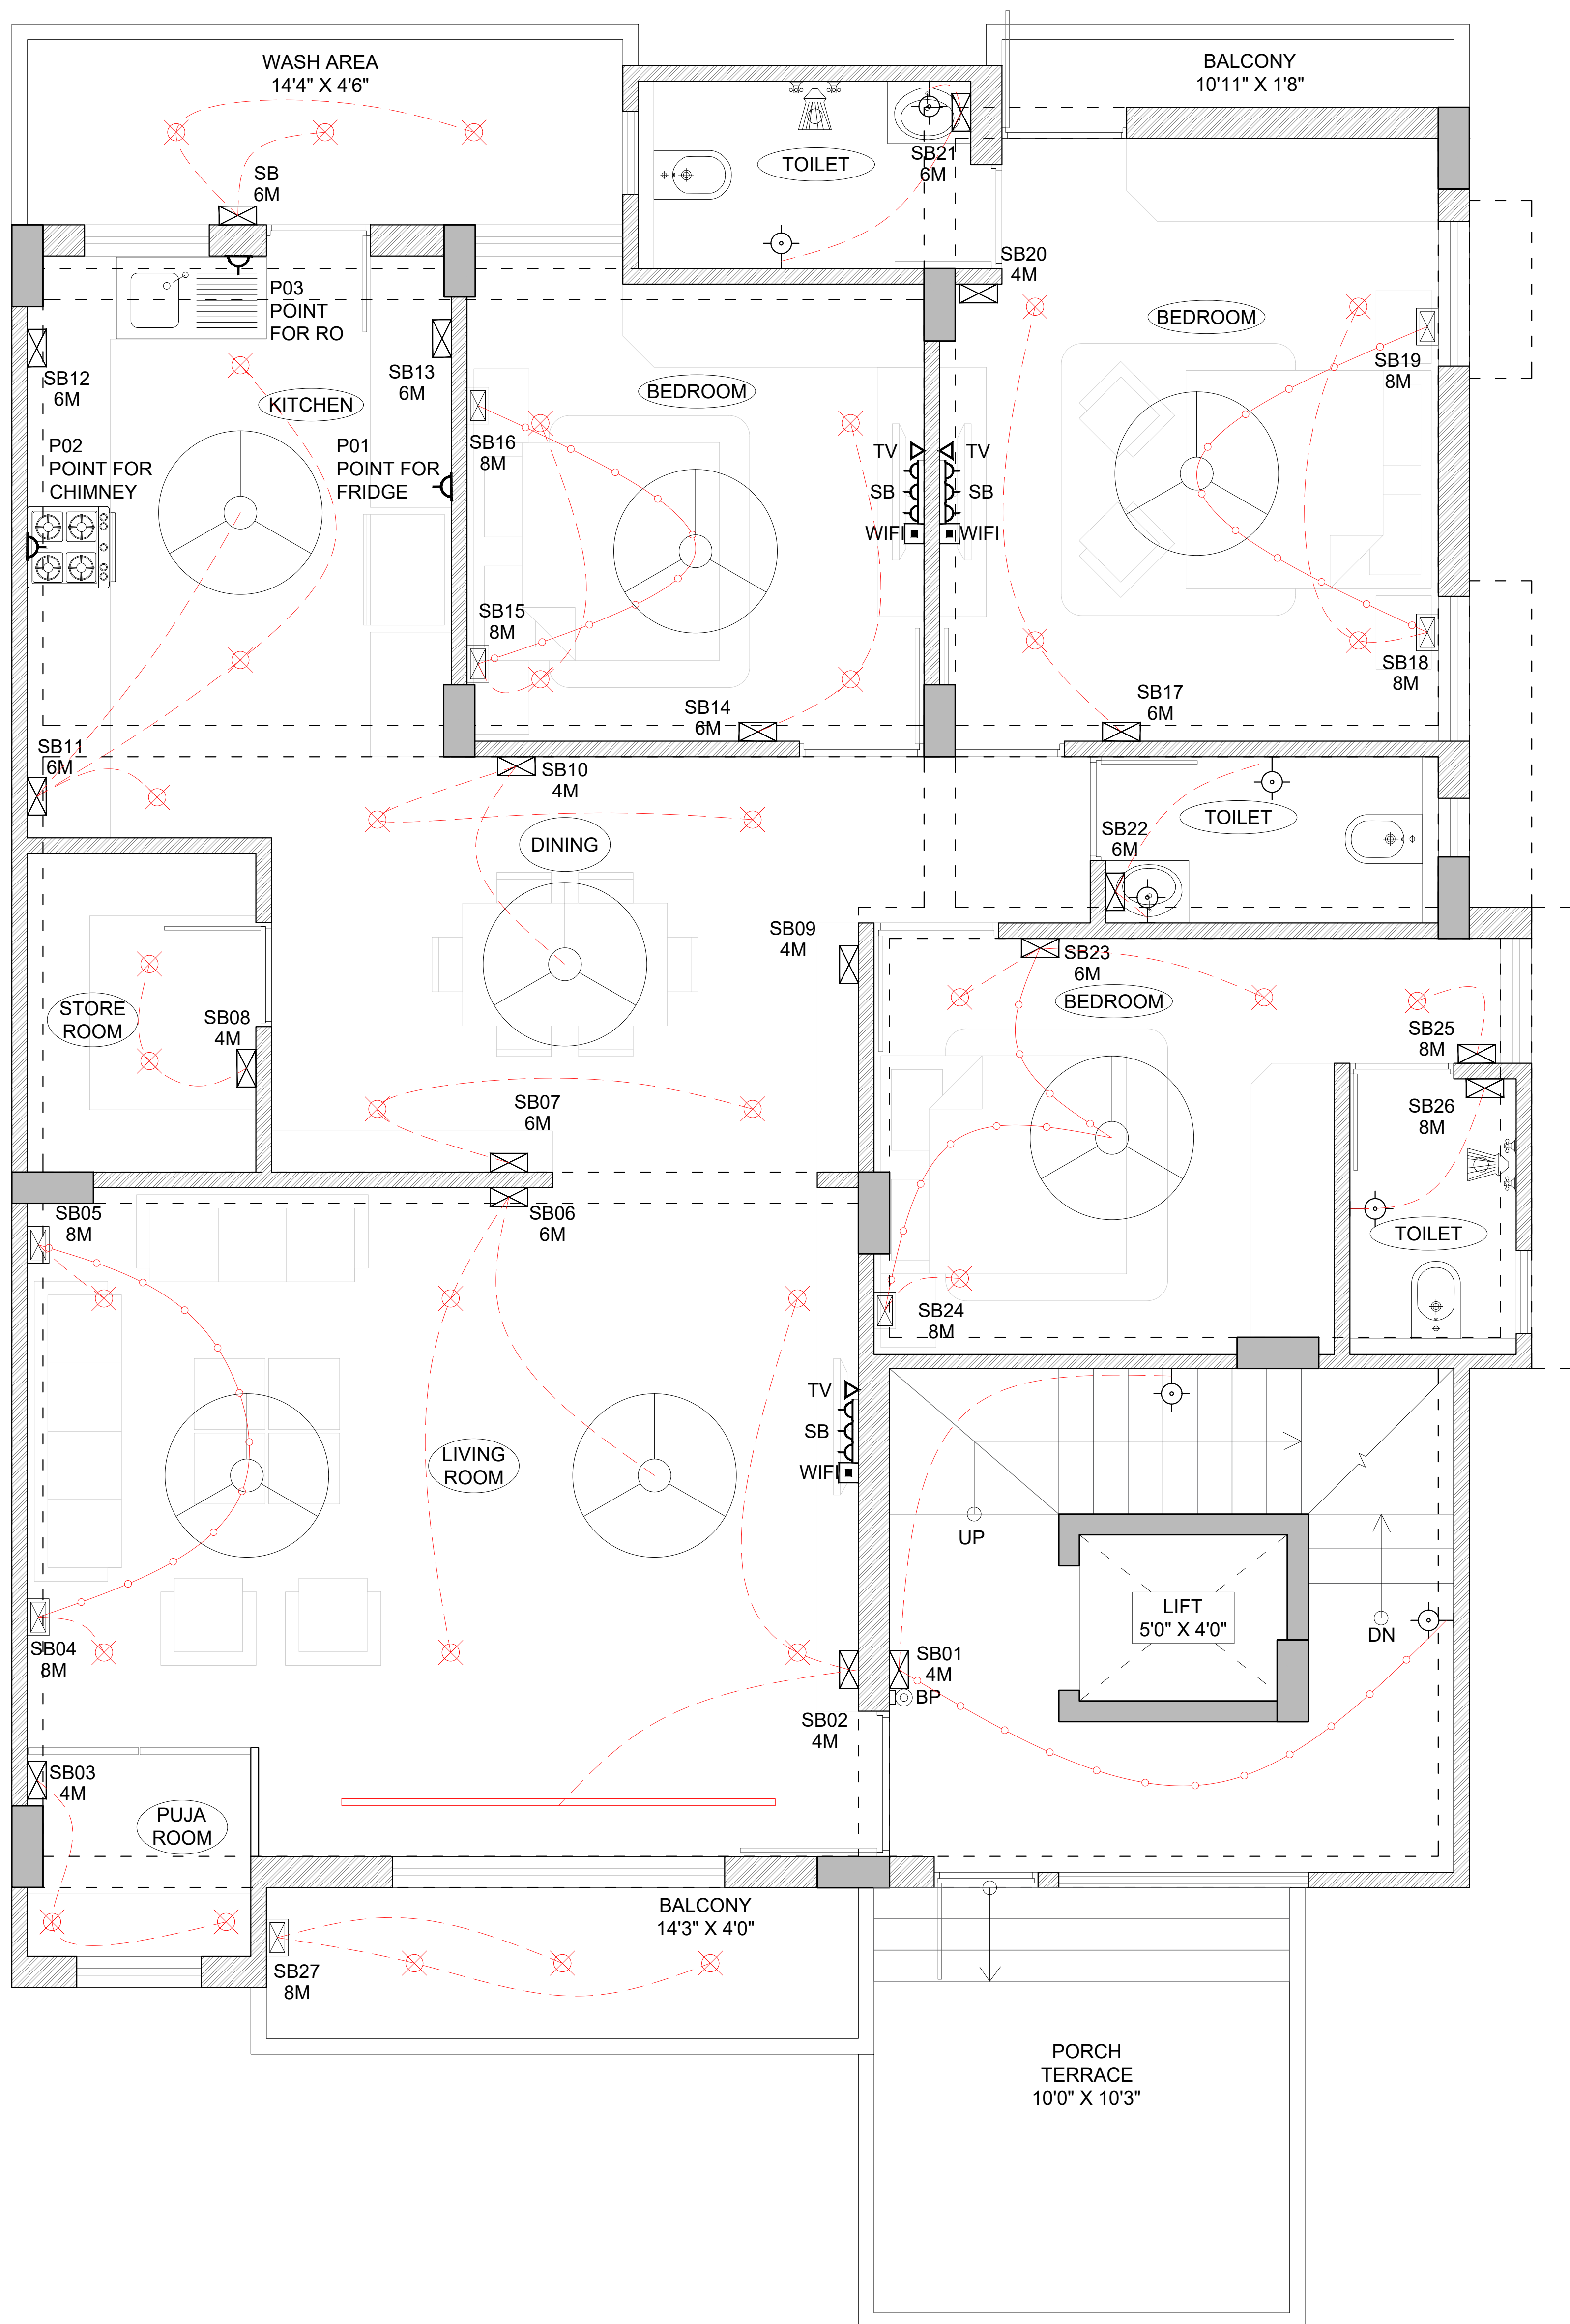 WASH AREA
14'4" X 4'6"
BALCONY
10'11" X 1'8"
TOILET
SB21
6M
SB
6M
SB20
4M
P03
POINT
FOR RO
BEDROOM
SB12
6M
SB13
6M
SB19
8M
BEDROOM
KITCHEN
P02
POINT FOR
CHIMNEY
P01
POINT FOR
FRIDGE
SB16
8M
TV
SB
WIFI
TV
SB
WIFI
SB15
8M
SB18
8M
SB14
6M
SB17
6M
SB11
6M
SB10
4M
DINING
TOILET
SB22
6M
SB09
4M
SB23
6M
BEDROOM
STORE
ROOM
SB08
4M
SB25
8M
SB07
6M
SB26
8M
SB05
8M
SB06
6M
TOILET
SB24
8M
TV
SB
WIFI
LIVING
ROOM
UP
LIFT
5'0" X 4'0"
DN
SB04
8M
SB01
4M
BP
SB02
4M
SB03
4M
PUJA
ROOM
BALCONY
14'3" X 4'0"
SB27
8M
PORCH
TERRACE
10'0" X 10'3"